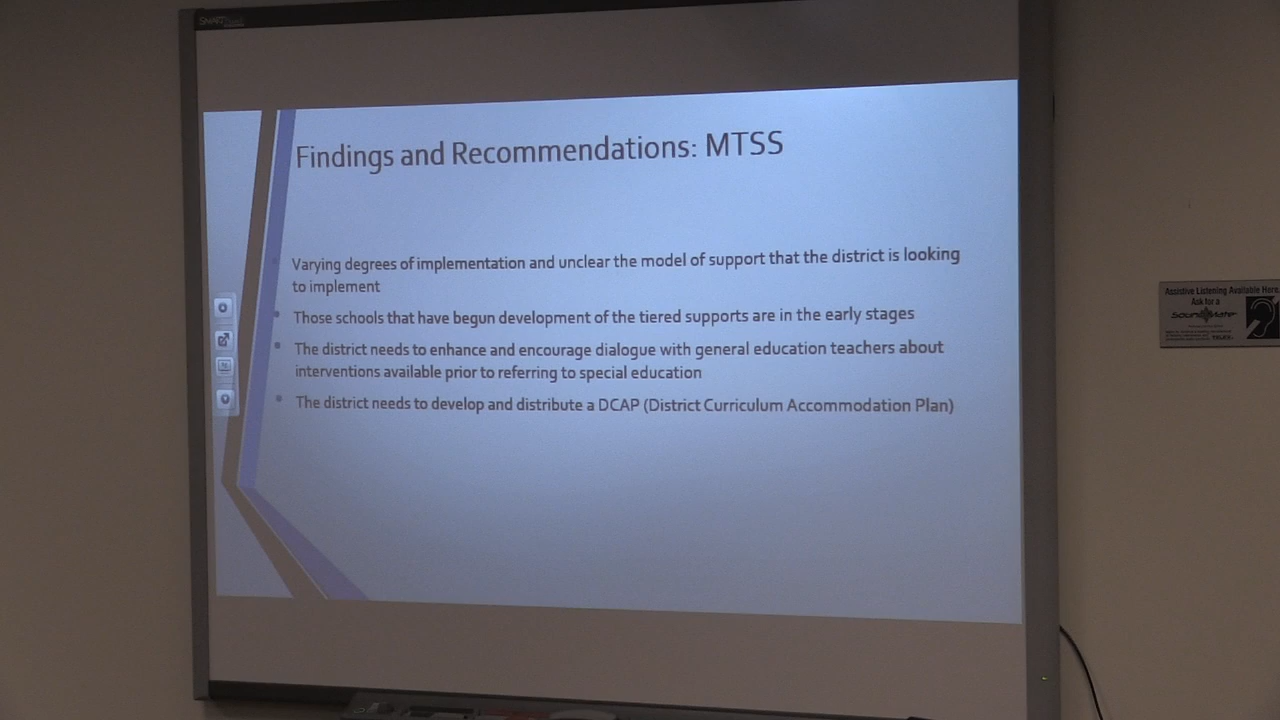 SMART
Findings and Recommendations: MTSS
Varying degrees of implementation and unclear the model of support that the district is looking
to implement
Those schools that have begun development of the tiered supports are in the early stages
The district needs to enhance and encourage dialogue with general education teachers about
interventions available prior to referring to special education
The district needs to develop and distribute a DCAP (District Curriculum Accommodation Plan)
Assistive Listening Available Here
Ask for a
SoundMate
TELEX